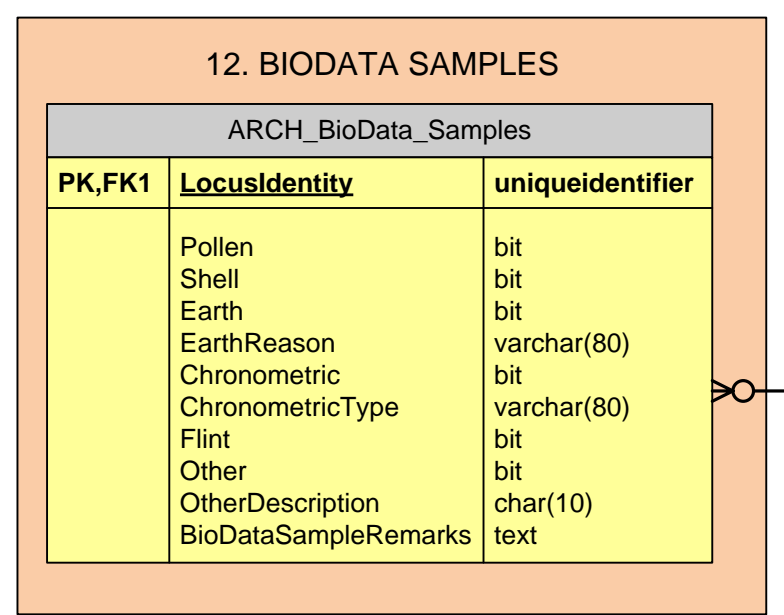 12. BIODATA SAMPLES
ARCH_BioData_Samples
PK,FK1 LocusIdentity uniqueidentifier
Pollen bit
Shell bit
Earth bit
EarthReason varchar(80)
Chronometric bit
ChronometricType varchar(80)
Flint bit
Other bit
OtherDescription char(10)
BioDataSampleRemarks text